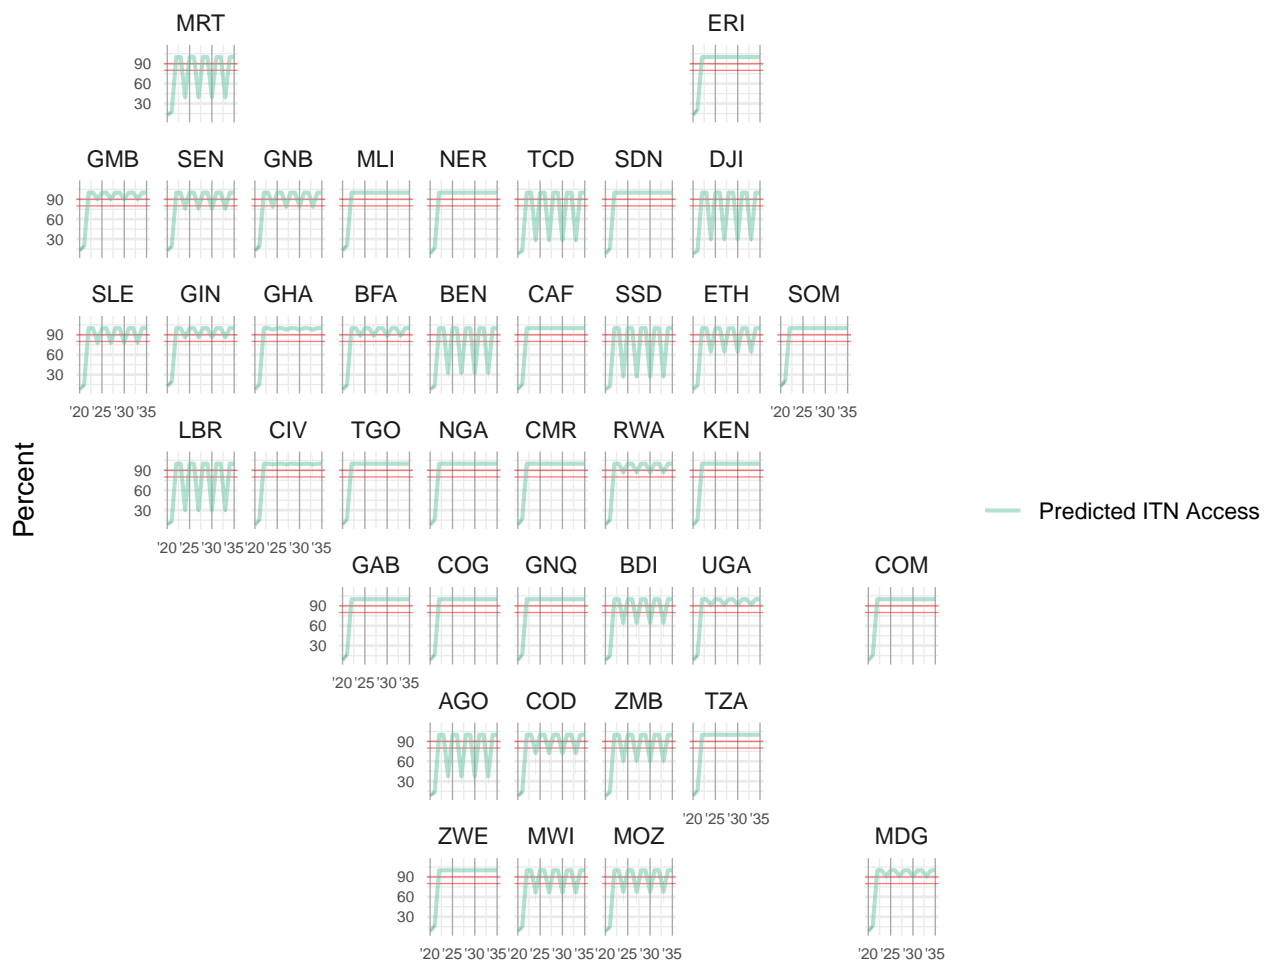 MRT ERI
90
60
30
GMB SEN GNB MLI NER TCD SDN DJI
90
60
30
SLE GIN GHA BFA BEN CAF SSD ETH SOM
90
60
30
'20 '25 '30 '35 '20 '25 '30 '35
LBR CIV TGO NGA CMR RWA KEN
90
60
30
'20 '25 '30 '35 '20 '25 '30 '35
Percent
Predicted ITN Access
GAB COG GNQ BDI UGA COM
90
60
30
'20 '25 '30 '35
AGO COD ZMB TZA
90
60
30
'20 '25 '30 '35
ZWE MWI MOZ MDG
90
60
30
'20 '25 '30 '35 '20 '25 '30 '35 '20 '25 '30 '35 '20 '25 '30 '35